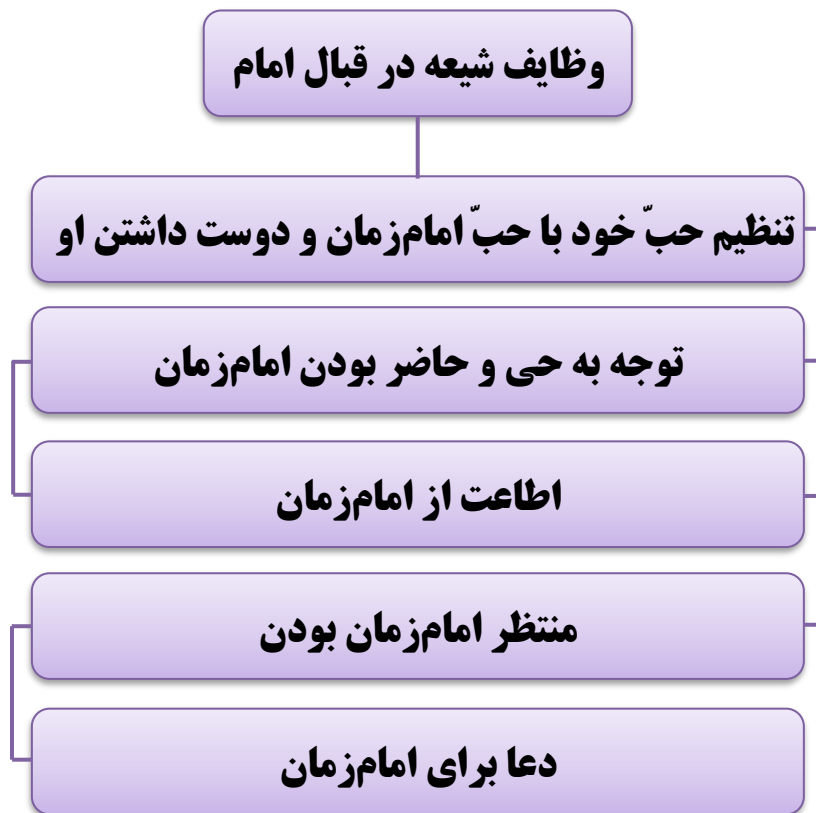 وظایف شیعه در قبال امام
تنظیم حبّ خود با حبّ امام‌زمان و دوست داشتن او
توجه به حی و حاضر بودن امام‌زمان
اطاعت از امام‌زمان
منتظر امام‌زمان بودن
دعا برای امام‌زمان